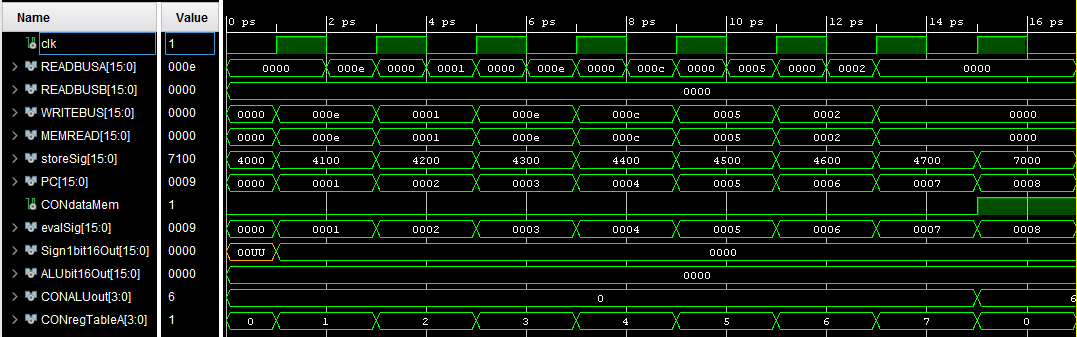 Name Value 0 ps 2 ps 4 ps 6 ps 8 ps 10 ps 12 ps 14 ps 16 ps
clk 1
READBUSA[15:0] 000e 0000 000e 0000 0001 0000 000e 0000 000c 0000 0005 0000 0002 0000
READBUSB[15:0] 0000 0000
WRITEBUS[15:0] 0000 0000 000e 0001 000e 000c 0005 0002 0000
MEMREAD[15:0] 0000 0000 000e 0001 000e 000c 0005 0002 0000
storeSig[15:0] 7100 4000 4100 4200 4300 4400 4500 4600 4700 7000
PC[15:0] 0009 0000 0001 0002 0003 0004 0005 0006 0007 0008
CONdataMem 1
evalSig[15:0] 0009 0000 0001 0002 0003 0004 0005 0006 0007 0008
Sign1bit16Out[15:0] 0000 00UU 0000
ALUbit16Out[15:0] 0000 0000
CONALUout[3:0] 6 0 6
CONregTableA[3:0] 1 0 1 2 3 4 5 6 7 0